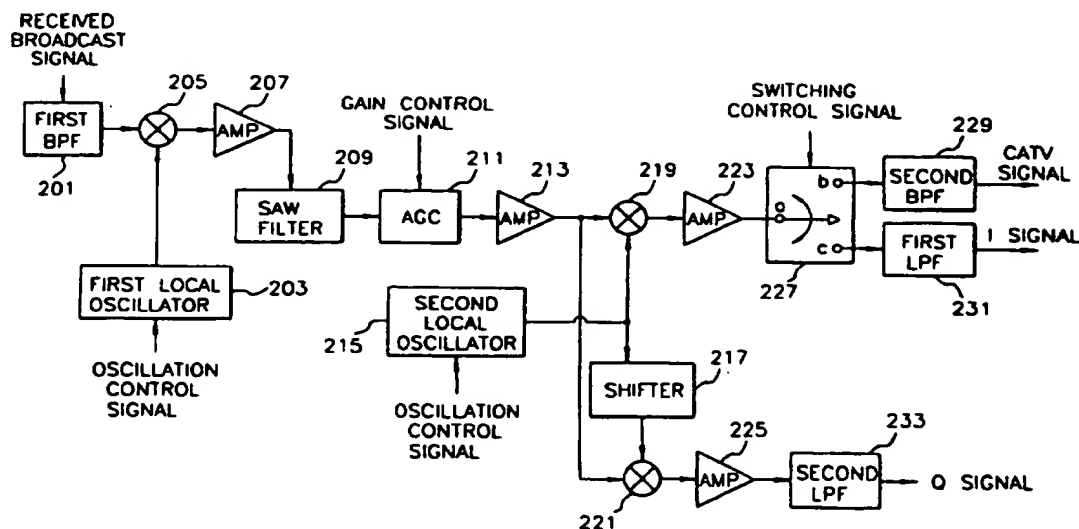 RECEIVED
BROADCAST
SIGNAL
FIRST
BPF
201
205
207
AMP
FIRST LOCAL
OSCILLATOR
203
OSCILLATION
CONTROL
SIGNAL
209
SAW
FILTER
GAIN CONTROL
SIGNAL
211
AGC
213
AMP
215
SECOND
LOCAL
OSCILLATOR
OSCILLATION
CONTROL
SIGNAL
219
217
SHIFTER
221
223
AMP
225
AMP
SWITCHING
CONTROL SIGNAL
a
b
c
227
229
SECOND
BPF
CATV
SIGNAL
FIRST
LPF
231
I SIGNAL
233
SECOND
LPF
Q SIGNAL